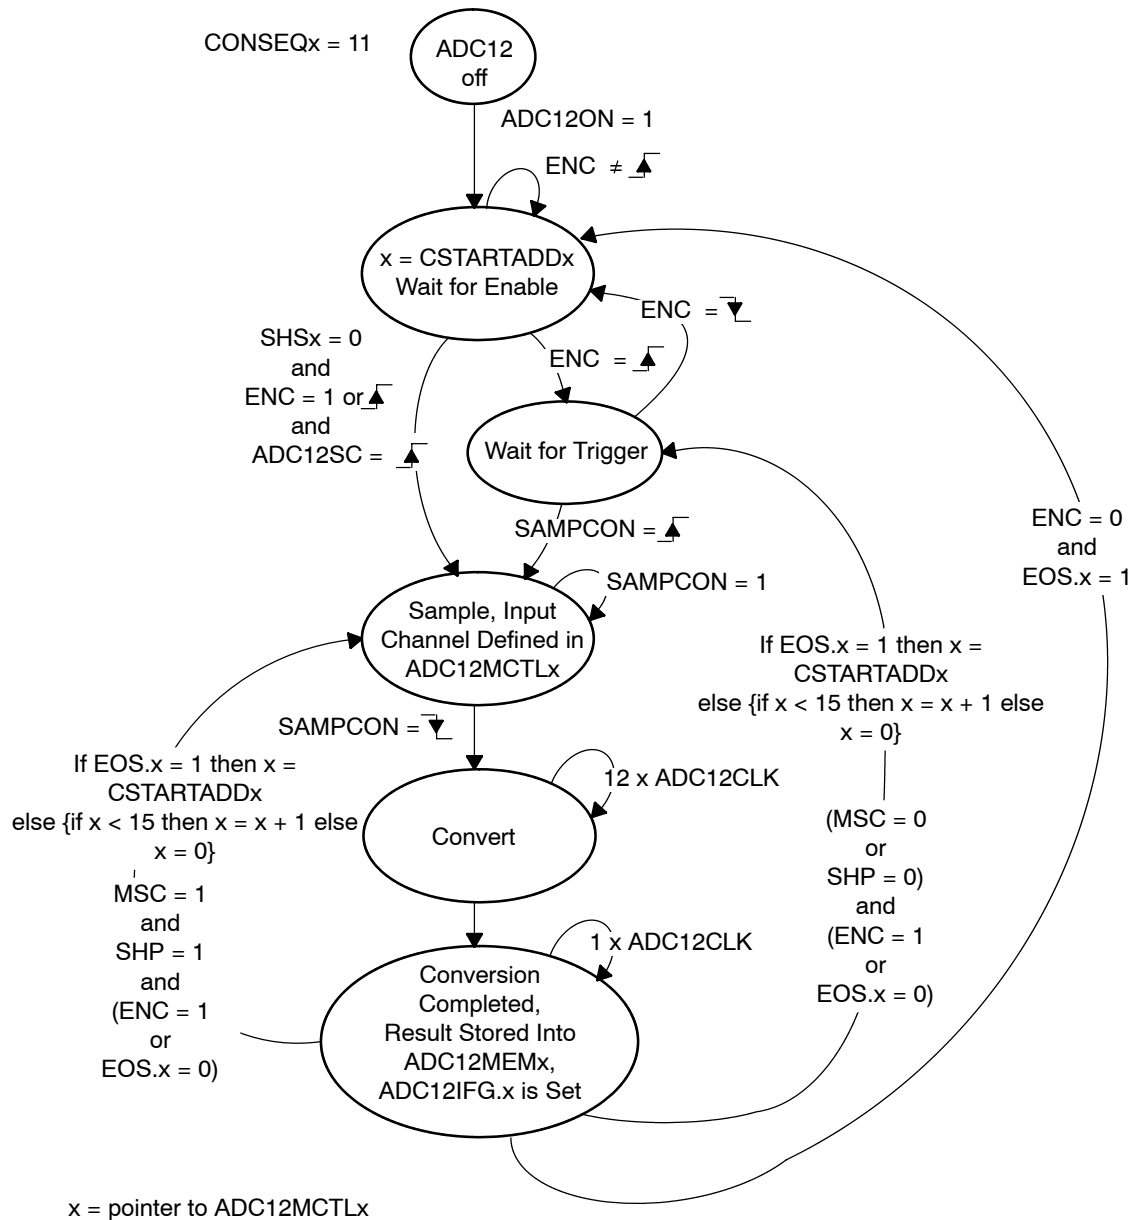 CONSEQx = 11
ADC12
off
ADC12ON = 1
ENC ≠
x = CSTARTADDx
Wait for Enable
ENC =
SHSx = 0
and
ENC = 1 or
and
ADC12SC =
ENC =
Wait for Trigger
SAMPCON =
ENC = 0
and
EOS.x = 1
SAMPCON = 1
Sample, Input
Channel Defined in
ADC12MCTLx
If EOS.x = 1 then x =
CSTARTADDx
else {if x < 15 then x = x + 1 else
x = 0}
SAMPCON =
If EOS.x = 1 then x =
CSTARTADDx
else {if x < 15 then x = x + 1 else
x = 0}
12 x ADC12CLK
Convert
(MSC = 0
or
SHP = 0)
and
(ENC = 1
or
EOS.x = 0)
MSC = 1
and
SHP = 1
and
(ENC = 1
or
EOS.x = 0)
1 x ADC12CLK
Conversion
Completed,
Result Stored Into
ADC12MEMx,
ADC12IFG.x is Set
x = pointer to ADC12MCTLx